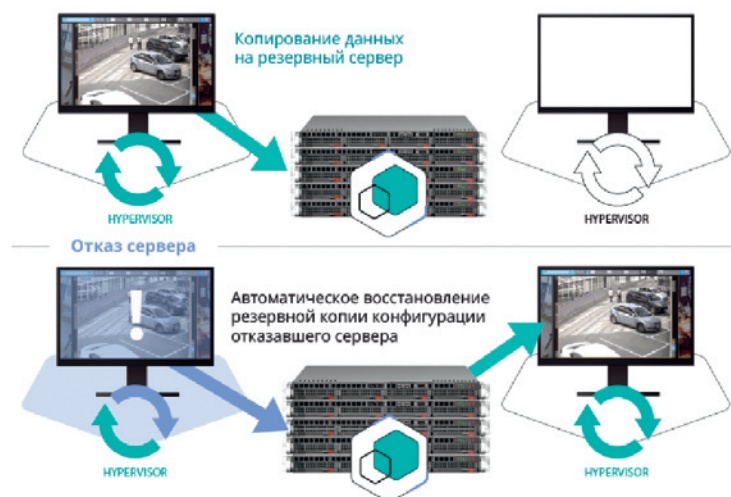 Копирование данных
на резервный сервер
HYPERVISOR
HYPERVISOR
Отказ сервера
Автоматическое восстановление
резервной копии конфигурации
отказавшего сервера
!
HYPERVISOR
HYPERVISOR